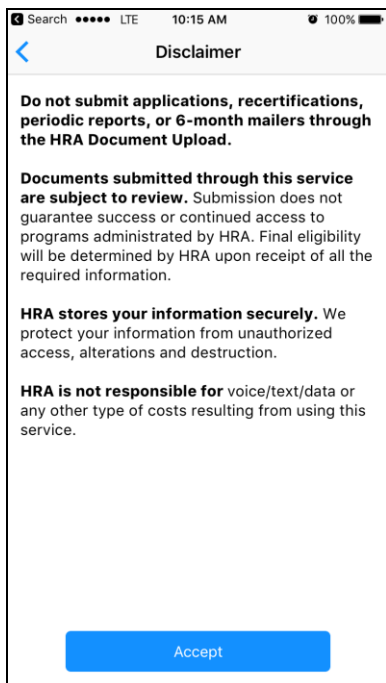 Search LTE 10:15 AM 100%
Disclaimer
Do not submit applications, recertifications,
periodic reports, or 6-month mailers through
the HRA Document Upload.
Documents submitted through this service
are subject to review. Submission does not
guarantee success or continued access to
programs administrated by HRA. Final eligibility
will be determined by HRA upon receipt of all the
required information.
HRA stores your information securely. We
protect your information from unauthorized
access, alterations and destruction.
HRA is not responsible for voice/text/data or
any other type of costs resulting from using this
service.
Accept